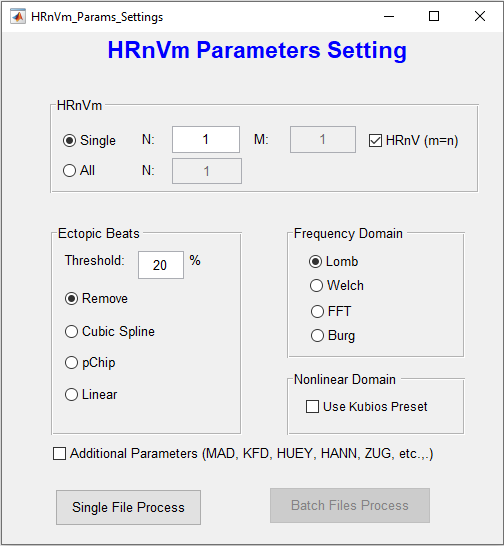 HRnVm_Params_Settings
HRnVm Parameters Setting
HRnVm
Single N: 1 M: 1 HRnV (m=n)
All N: 1
Ectopic Beats
Threshold: 20 %
Remove
Cubic Spline
pChip
Linear
Frequency Domain
Lomb
Welch
FFT
Burg
Nonlinear Domain
Use Kubios Preset
Additional Parameters (MAD, KFD, HUEY, HANN, ZUG, etc.,.)
Single File Process
Batch Files Process